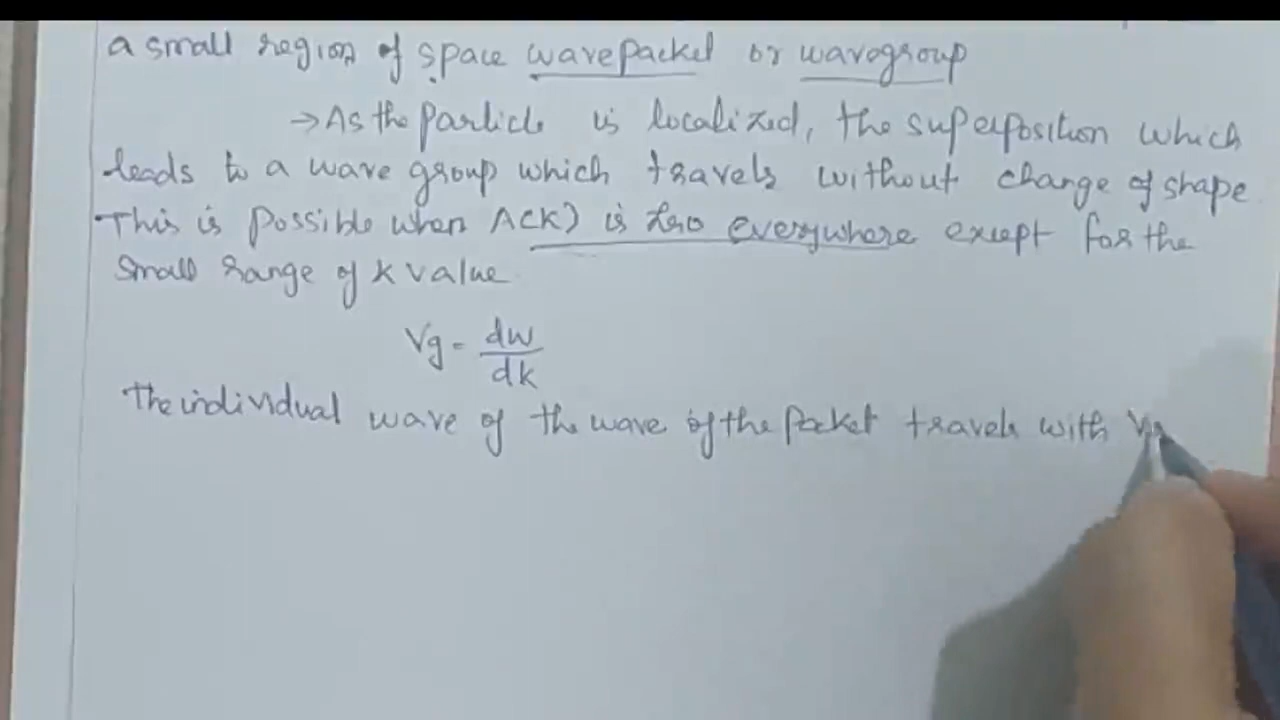 a small region of space wavepacket or wavegroup
→ As the particle is localized, the superposition which
leads to a wave group which travels without change of shape
This is possible when A(K) is zero everywhere except for the
small range of k value.
Vg = dw/dk
The individual wave of the wave of the packet travels with